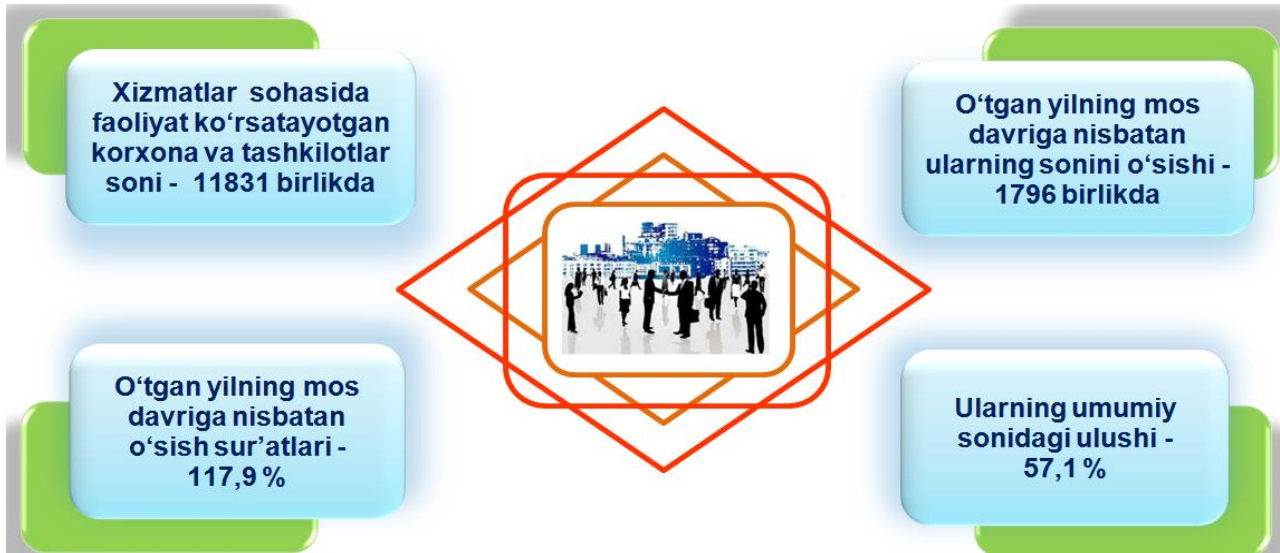 Xizmatlar sohasida
faoliyat ko‘rsatayotgan
korxona va tashkilotlar
soni - 11831 birlikda
O‘tgan yilning mos
davriga nisbatan
ularning sonini o‘sishi -
1796 birlikda
O‘tgan yilning mos
davriga nisbatan
o‘sish sur’atlari -
117,9 %
Ularning umumiy
sonidagi ulushi -
57,1 %